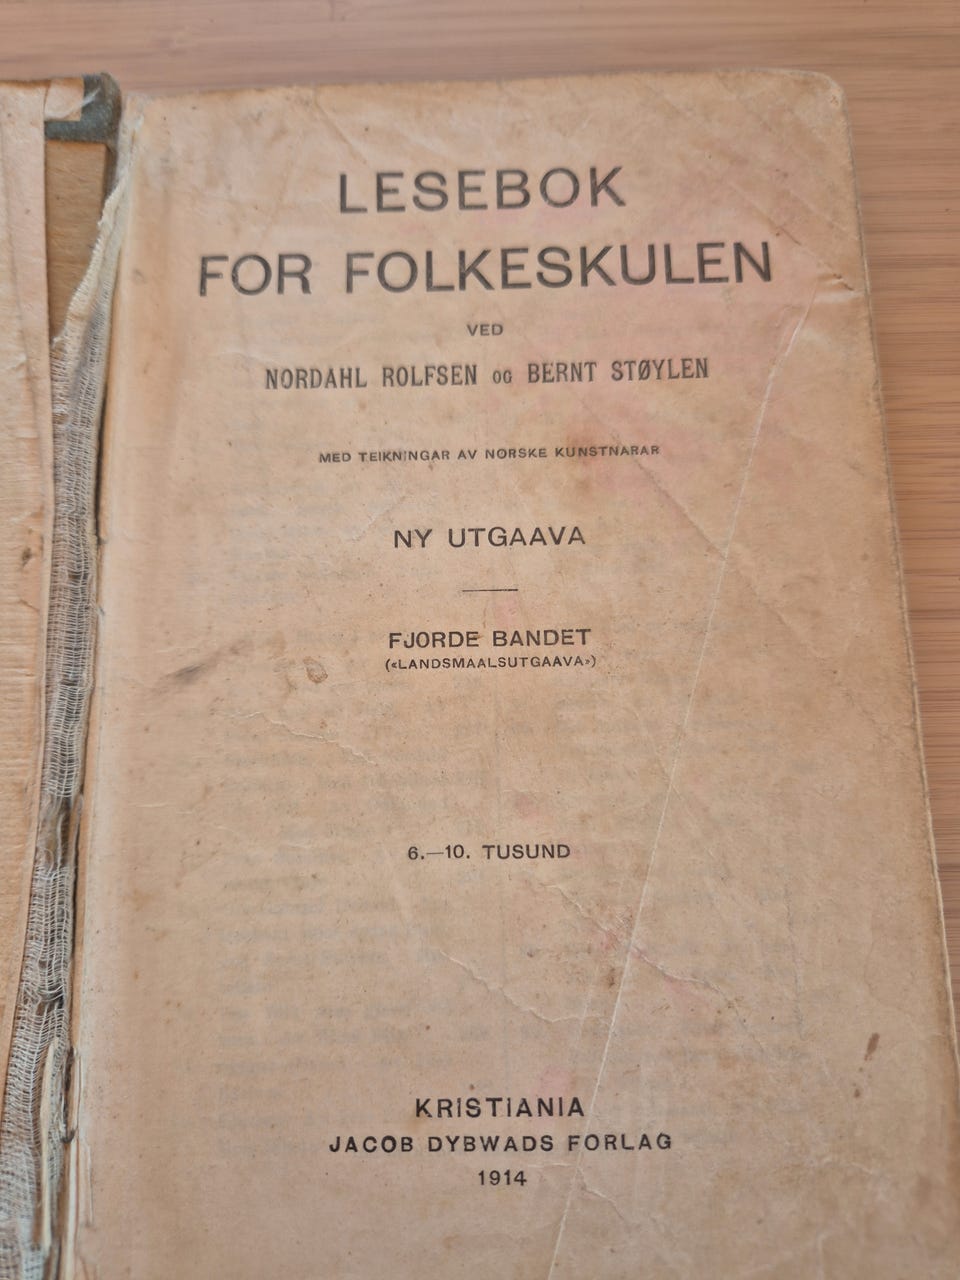 LESEBOK
FOR FOLKESKULEN
VED
NORDAHL ROLFSEN OG BERNT STØYLEN
MED TEIKNINGAR AV NORSKE KUNSTNARAR
NY UTGAAVA
FJORDE BANDET
(«LANDSMAALSUTGAAVA»)
6.—10. TUSUND
KRISTIANIA
JACOB DYBWADS FORLAG
1914